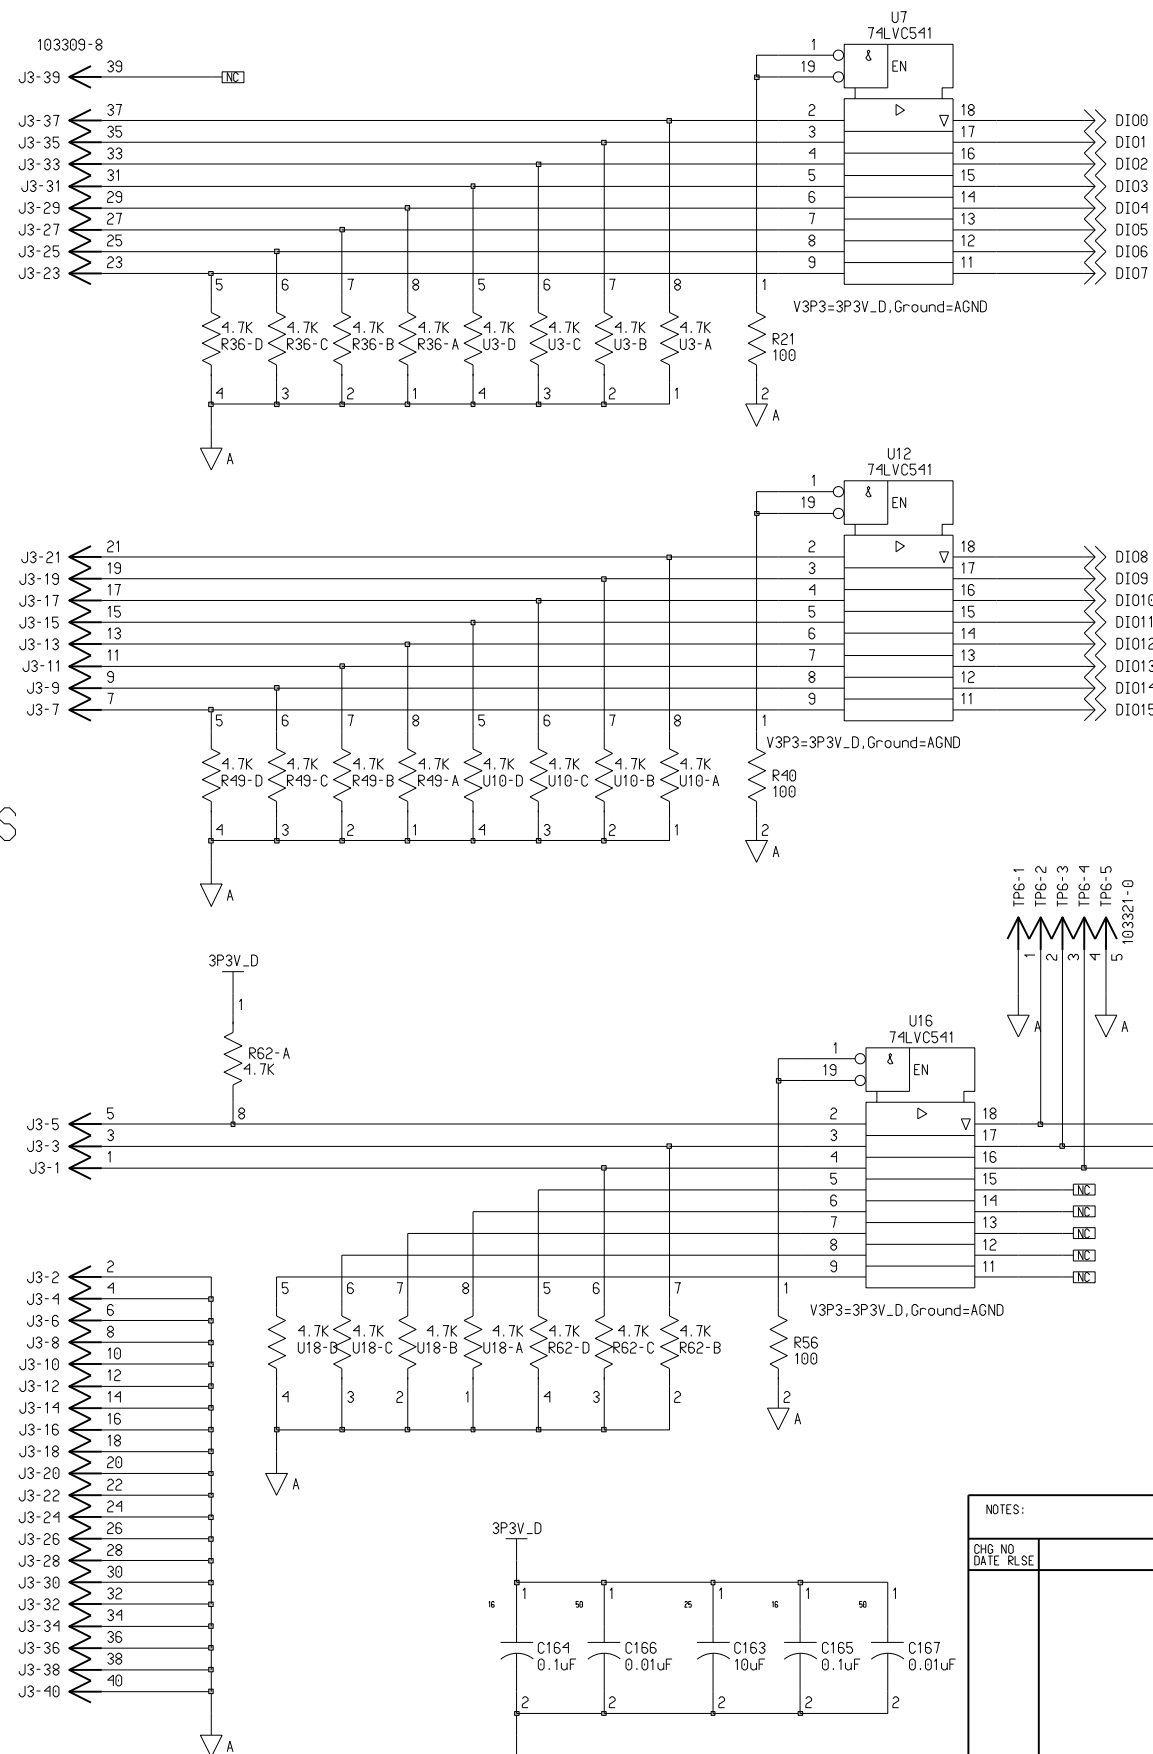 U7
74LVC541
103309-8
J3-39 39 NC
1
19
&
EN
J3-37 37 2 18 DIO0
J3-35 35 3 17 DIO1
J3-33 33 4 16 DIO2
J3-31 31 5 15 DIO3
J3-29 29 6 14 DIO4
J3-27 27 7 13 DIO5
J3-25 25 8 12 DIO6
J3-23 23 9 11 DIO7
5 6 7 8 5 6 7 8 1
V3P3=3P3V_D,Ground=AGND
4.7K 4.7K 4.7K 4.7K 4.7K 4.7K 4.7K 4.7K
R36-D R36-C R36-B R36-A U3-D U3-C U3-B U3-A
R21
100
4 3 2 1 4 3 2 1 2
A
A
U12
74LVC541
1
19
&
EN
J3-21 21 2 18 DIO8
J3-19 19 3 17 DIO9
J3-17 17 4 16 DIO10
J3-15 15 5 15 DIO11
J3-13 13 6 14 DIO12
J3-11 11 7 13 DIO13
J3-9 9 8 12 DIO14
J3-7 7 9 11 DIO15
5 6 7 8 5 6 7 8 1
V3P3=3P3V_D,Ground=AGND
4.7K 4.7K 4.7K 4.7K 4.7K 4.7K 4.7K 4.7K
R49-D R49-C R49-B R49-A U10-D U10-C U10-B U10-A
R40
100
S
4 3 2 1 4 3 2 1 2
A
A
TP6-1 TP6-2 TP6-3 TP6-4 TP6-5
103321-0
1 2 3 4 5
A
A
3P3V_D
1
R62-A
4.7K
8
U16
74LVC541
1
19
&
EN
J3-5 5 2 18
J3-3 3 3 17
J3-1 1 4 16
5 15 NC
6 14 NC
7 13 NC
8 12 NC
9 11 NC
5 6 7 8 5 6 7 1
V3P3=3P3V_D,Ground=AGND
4.7K 4.7K 4.7K 4.7K 4.7K 4.7K 4.7K
U18-D U18-C U18-B U18-A R62-D R62-C R62-B
R56
100
4 3 2 1 4 3 2 2
A
A
J3-2 2
J3-4 4
J3-6 6
J3-8 8
J3-10 10
J3-12 12
J3-14 14
J3-16 16
J3-18 18
J3-20 20
J3-22 22
J3-24 24
J3-26 26
J3-28 28
J3-30 30
J3-32 32
J3-34 34
J3-36 36
J3-38 38
J3-40 40
A
3P3V_D
1 1 1 1 1
16 50 25 16 50
C164 C166 C163 C165 C167
0.1uF 0.01uF 10uF 0.1uF 0.01uF
2 2 2 2 2
NOTES:
CHG NO
DATE RLSE